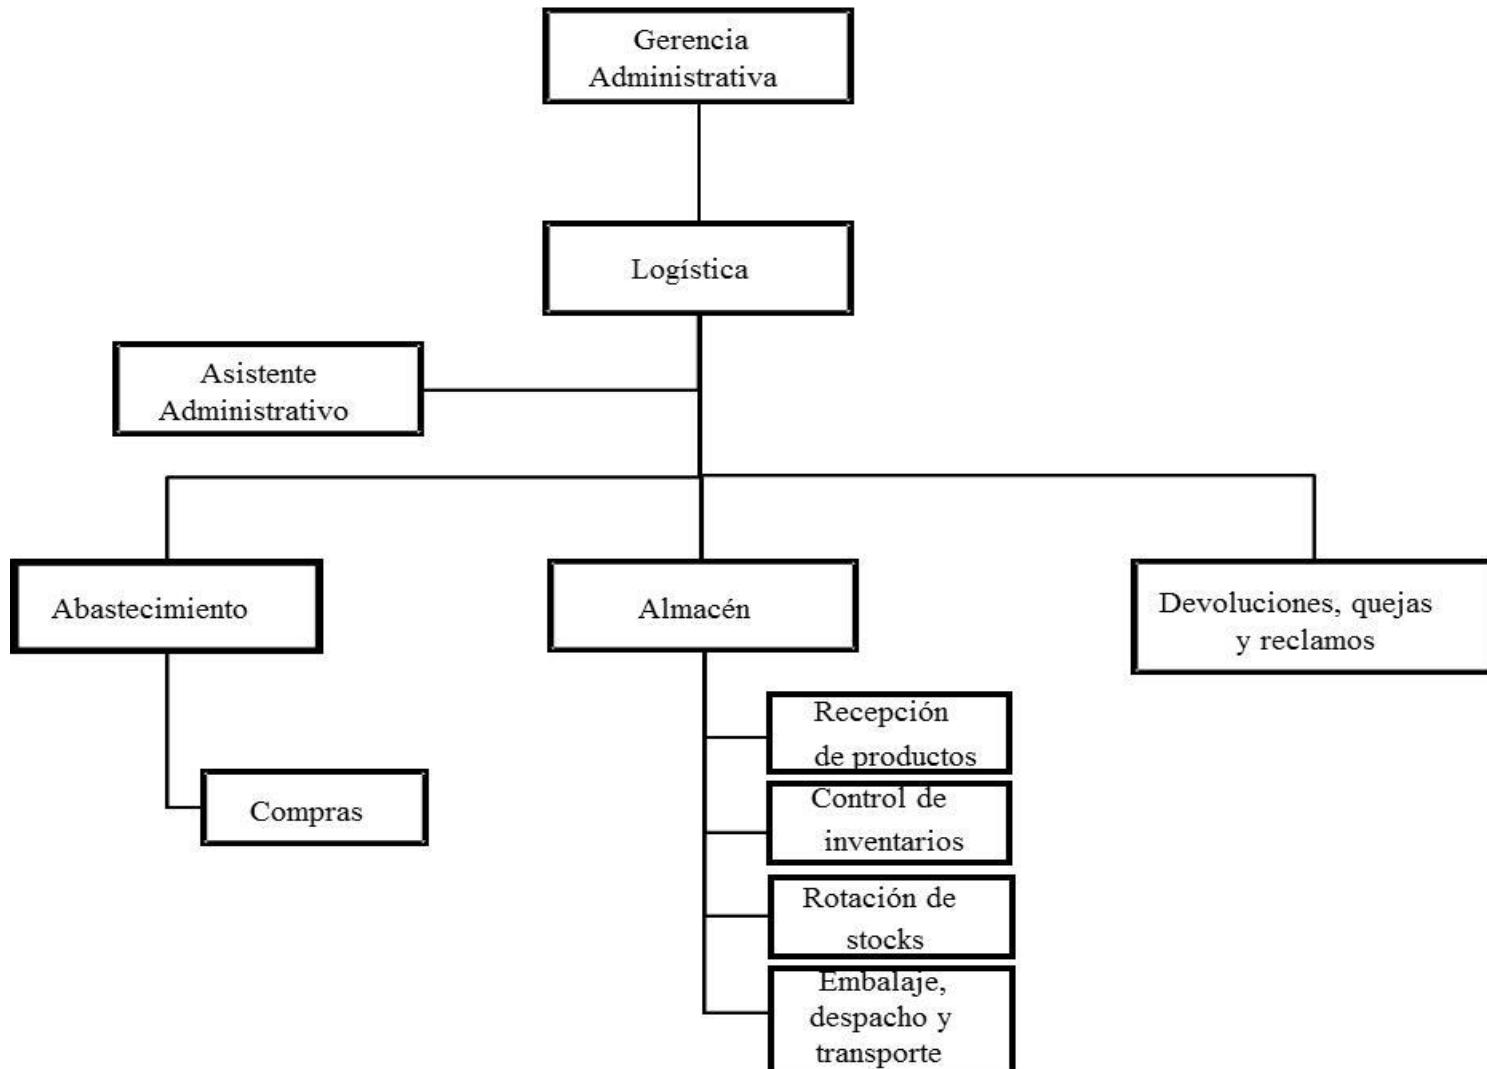 Gerencia
Administrativa
Logística
Asistente
Administrativo
Abastecimiento
Almacén
Devoluciones, quejas
y reclamos
Recepción
de productos
Compras
Control de
inventarios
Rotación de
stocks
Embalaje,
despacho y
transporte